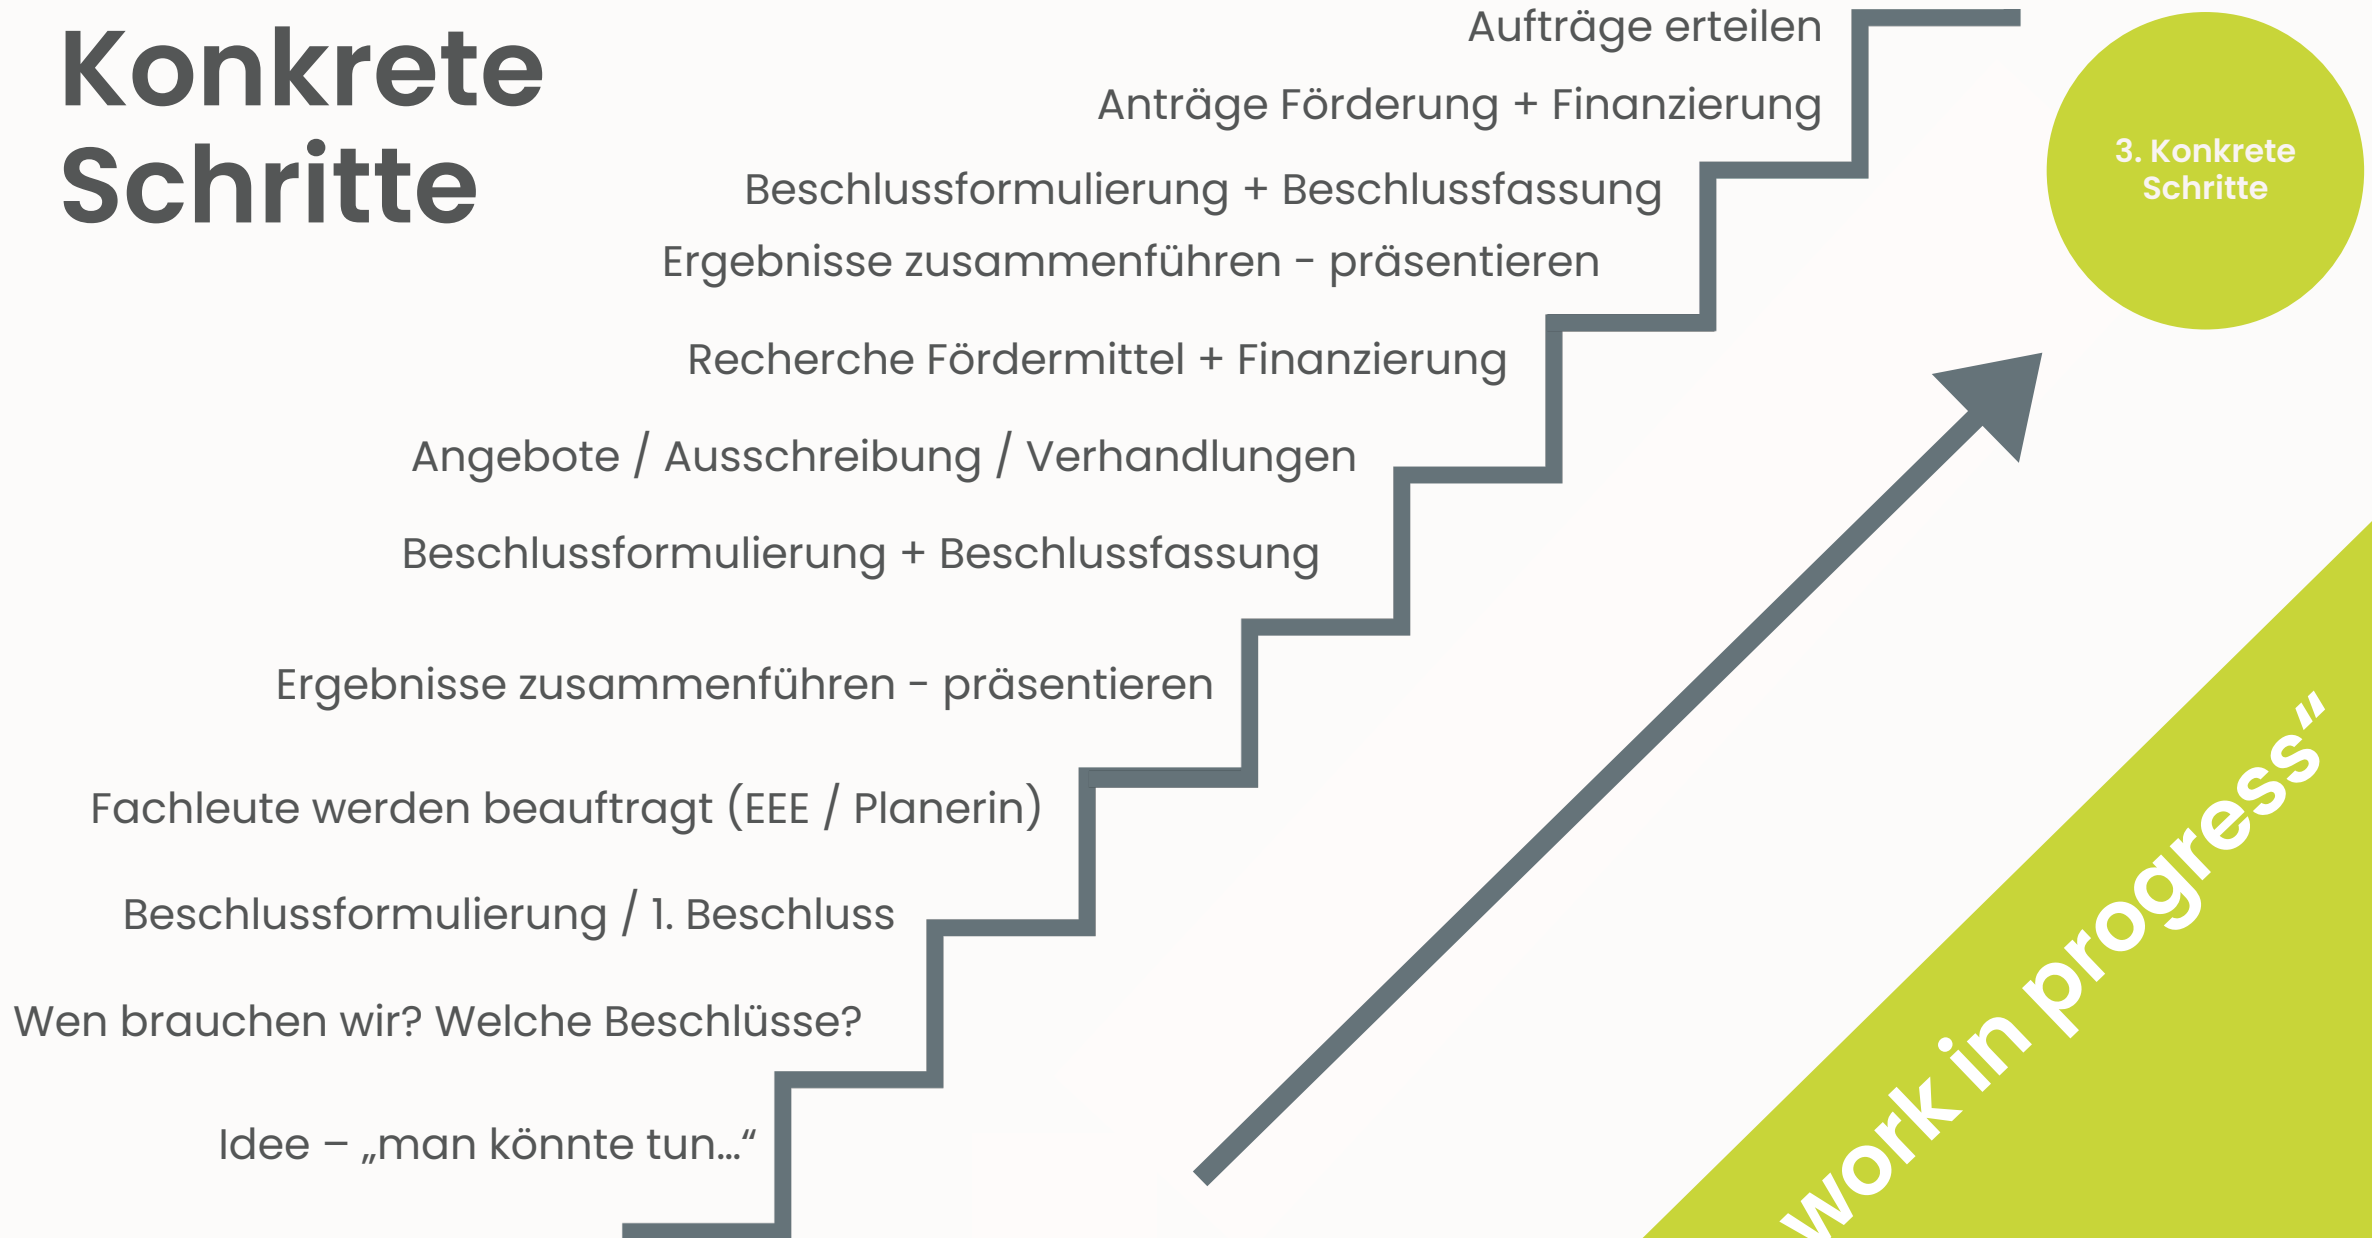 Konkrete
Schritte
Aufträge erteilen
Anträge Förderung + Finanzierung
Beschlussformulierung + Beschlussfassung
Ergebnisse zusammenführen - präsentieren
Recherche Fördermittel + Finanzierung
Angebote / Ausschreibung / Verhandlungen
Beschlussformulierung + Beschlussfassung
Ergebnisse zusammenführen - präsentieren
Fachleute werden beauftragt (EEE / Planerin)
Beschlussformulierung / 1. Beschluss
Wen brauchen wir? Welche Beschlüsse?
Idee – „man könnte tun…“
3. Konkrete
Schritte
work in progress“